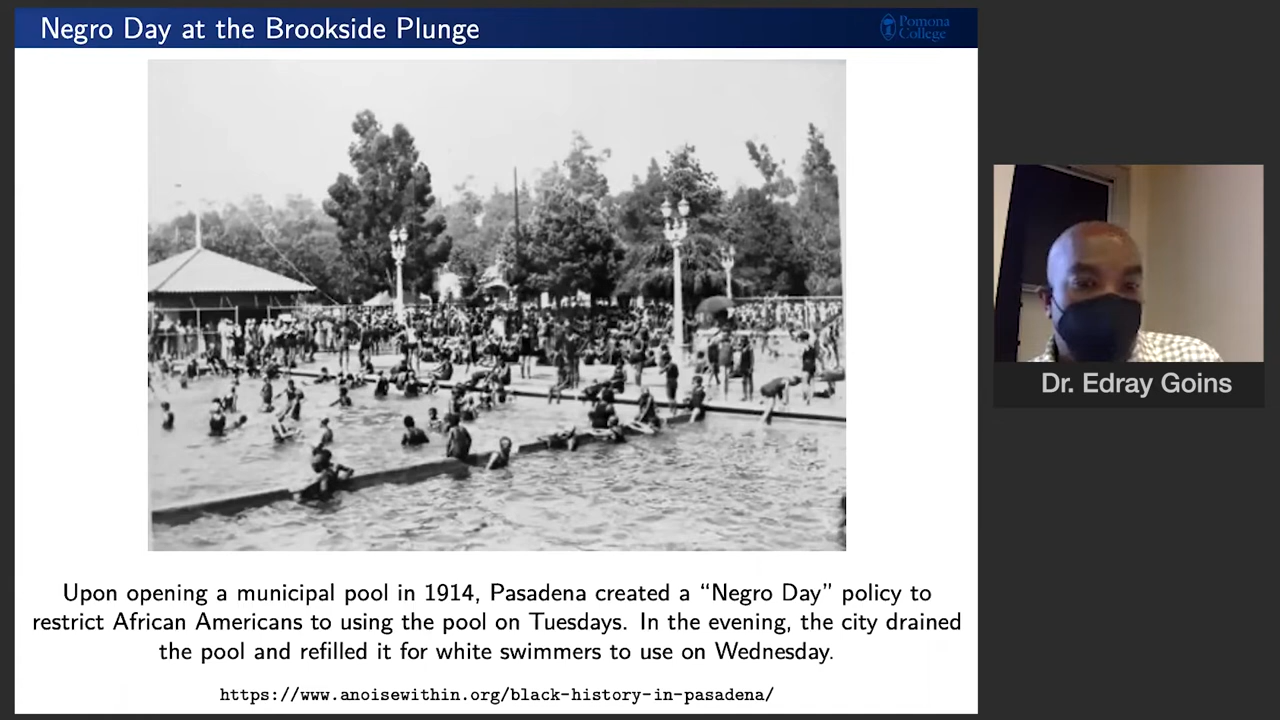 Negro Day at the Brookside Plunge
Pomona
College
Dr. Edray Goins
Upon opening a municipal pool in 1914, Pasadena created a “Negro Day” policy to
restrict African Americans to using the pool on Tuesdays. In the evening, the city drained
the pool and refilled it for white swimmers to use on Wednesday.
https://www.anoisewithin.org/black-history-in-pasadena/